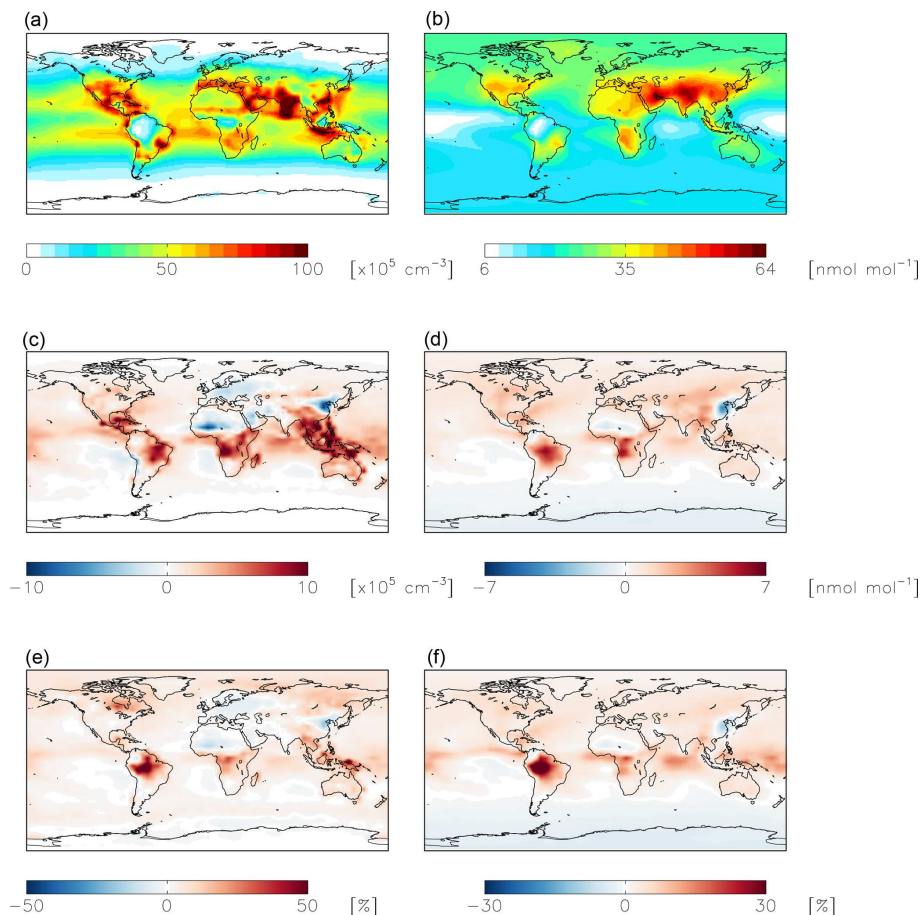 (a) (b)
0 50 100 [x10⁵ cm⁻³] 6 35 64 [nmol mol⁻¹]
(c) (d)
−10 0 10 [x10⁵ cm⁻³] −7 0 7 [nmol mol⁻¹]
(e) (f)
−50 0 50 [%] −30 0 30 [%]